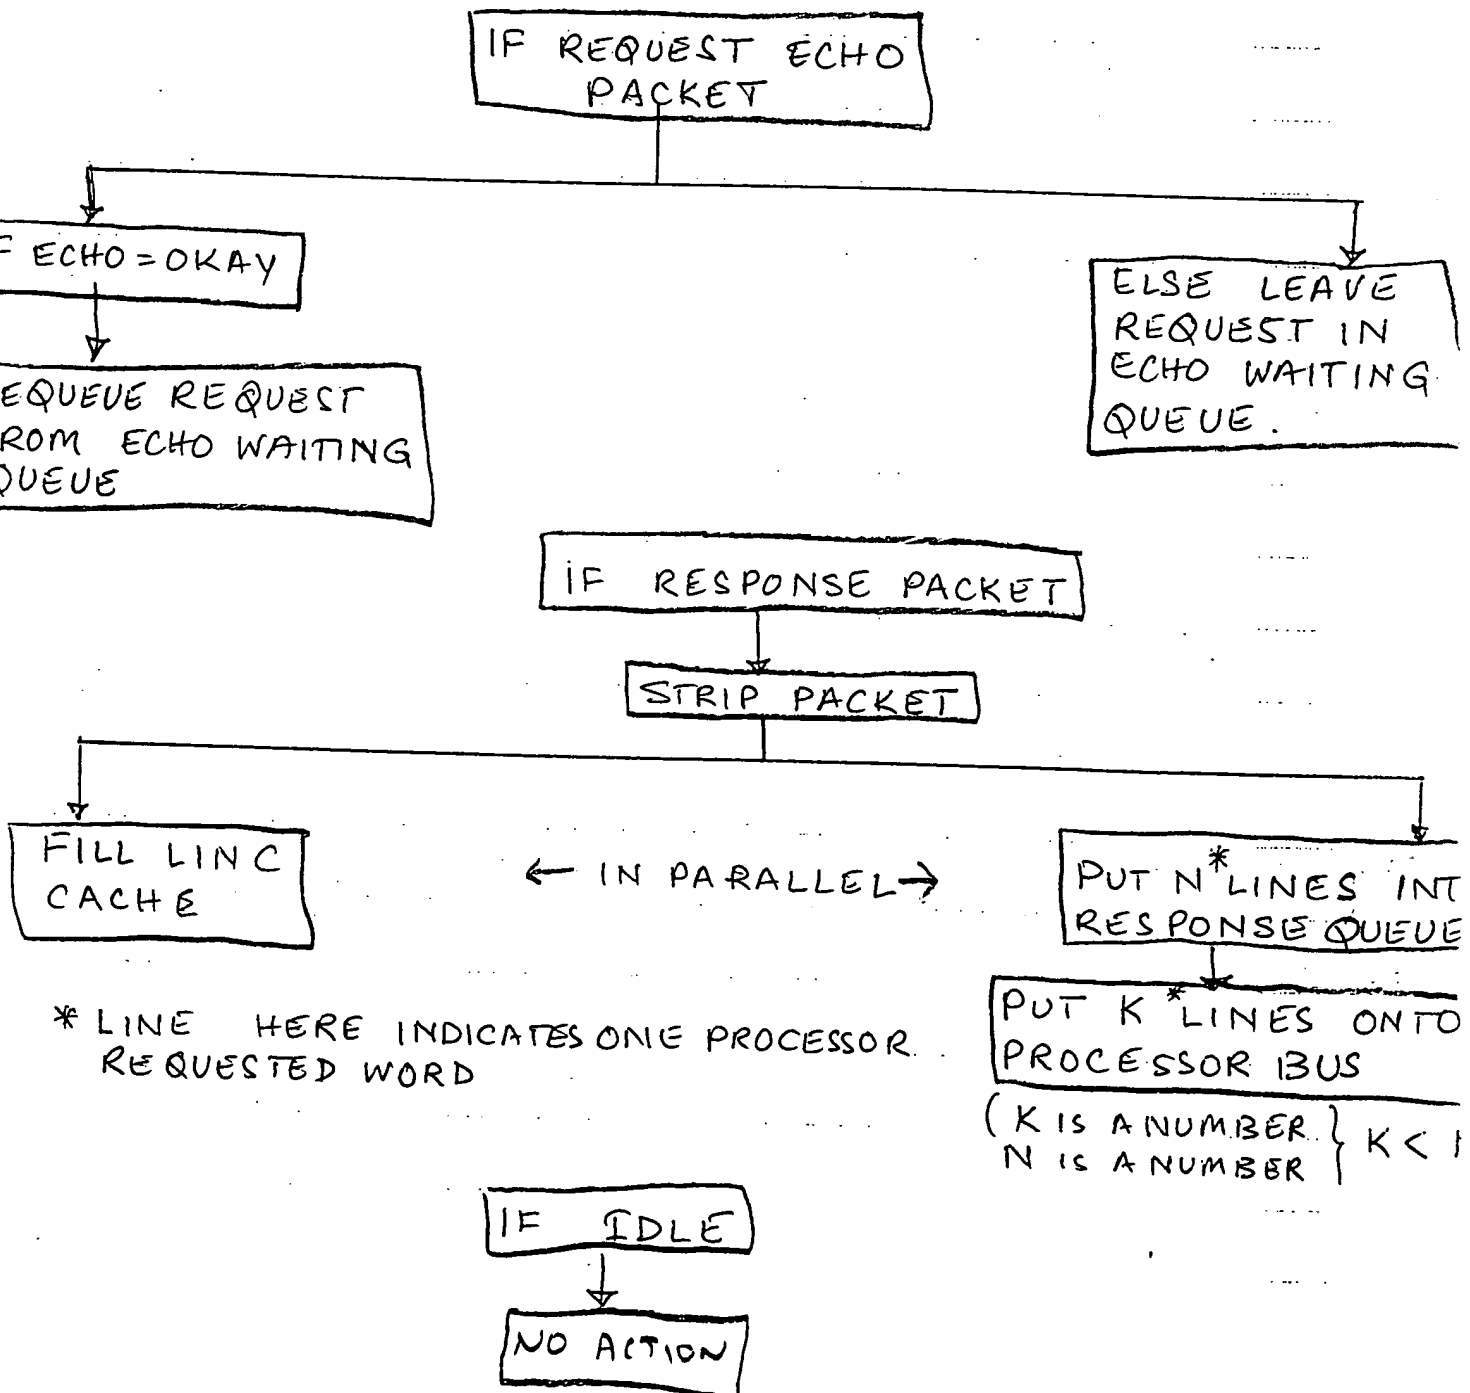 IF REQUEST ECHO
PACKET
F ECHO = OKAY
EQUEUE REQUEST
ROM ECHO WAITING
QUEUE
ELSE LEAVE
REQUEST IN
ECHO WAITING
QUEUE.
IF RESPONSE PACKET
STRIP PACKET
FILL LINC
CACHE
← IN PARALLEL →
PUT N* LINES INT
RESPONSE QUEUE
PUT K *LINES ONTO
PROCESSOR BUS
* LINE HERE INDICATES ONE PROCESSOR
REQUESTED WORD
(K IS A NUMBER
N IS A NUMBER } K <
IF IDLE
NO ACTION